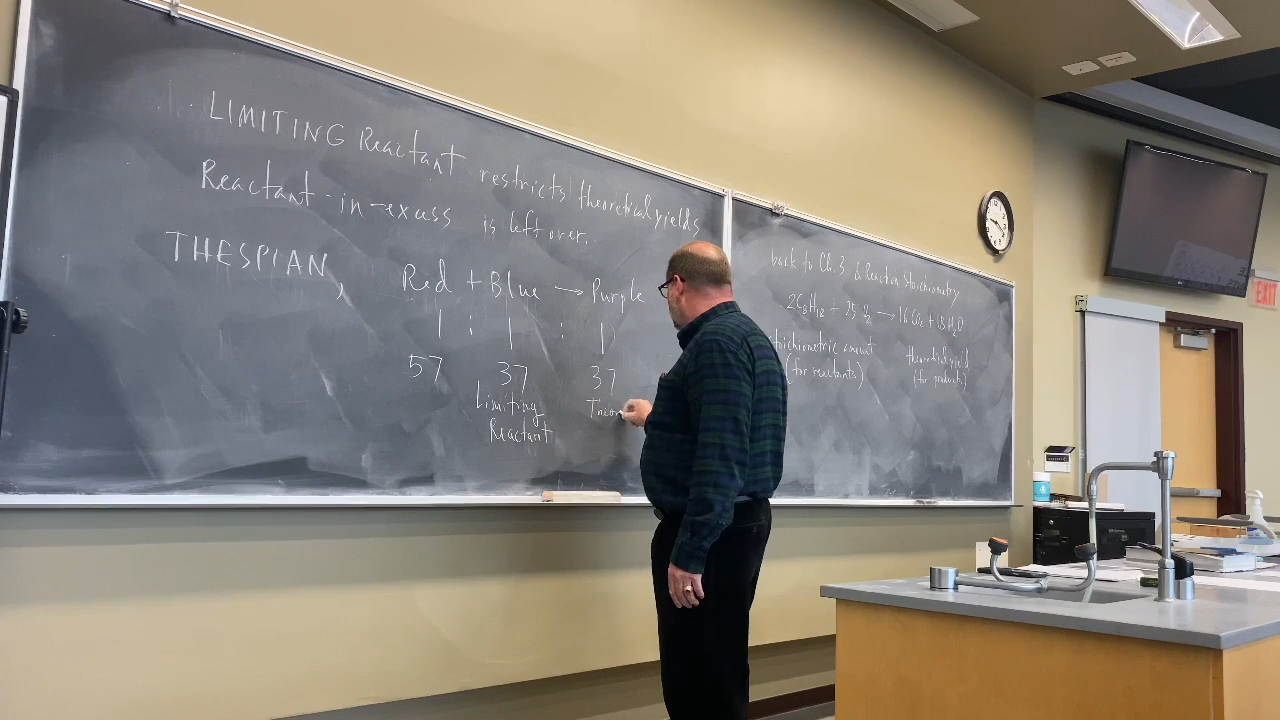 LIMITING Reactant restricts theoretical yields
Reactant-in-excess is left over.
THESPIAN,
Red + Blue → Purple
1 : 1 : 1
57 37 37
Limiting
Reactant
Theor
back to Ch. 3 & Reaction Stoichiometry
2C8H18 + 25 O2 → 16 CO2 + 18 H2O
stoichiometric amount
(for reactants)
theoretical yield
(for products)
EXIT